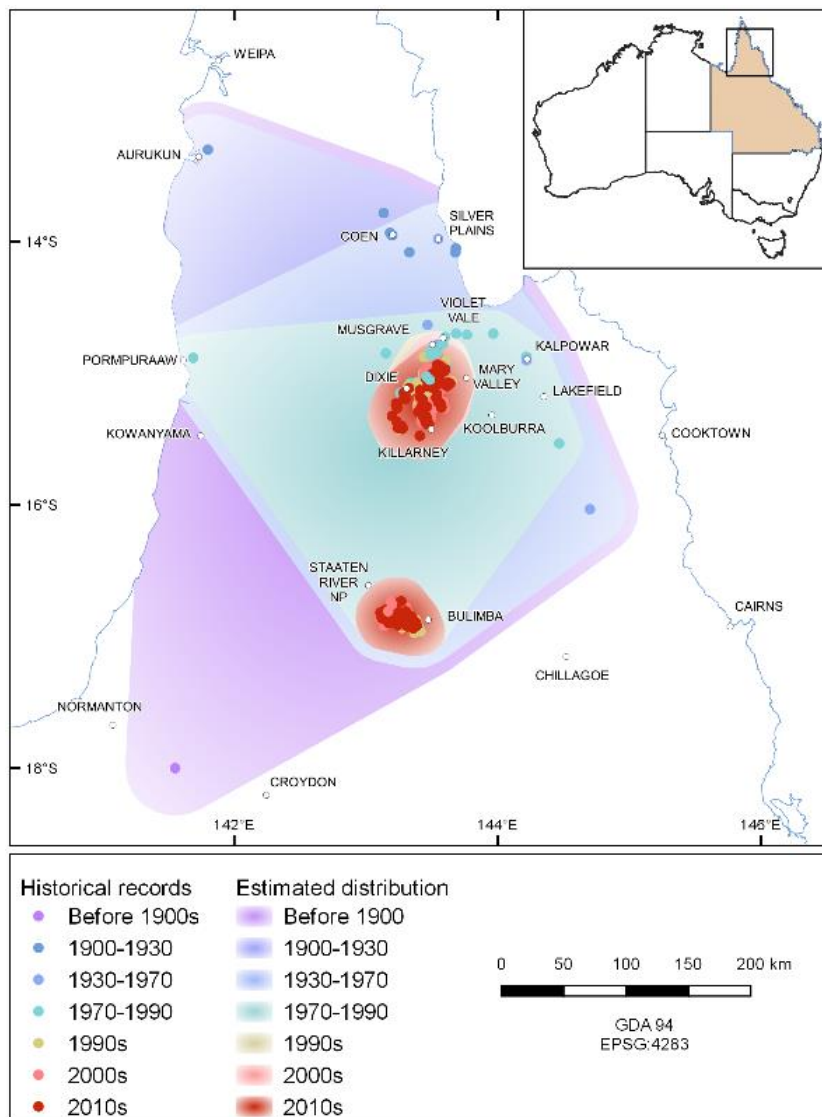 WEIPA
AURUKUN
14°S
COEN
SILVER
PLAINS
VIOLET
VALE
MUSGRAVE
PORMPURAAW
KALPOWAR
DIXIE
MARY
VALLEY
LAKEFIELD
KOWANYAMA
KOOLBURRA
COOKTOWN
KILLARNEY
16°S
STAATEN
RIVER
NP
BULIMBA
CAIRNS
CHILLAGOE
NORMANTON
18°S
CROYDON
142°E
144°E
146°E
Historical records
Before 1900s
1900-1930
1930-1970
1970-1990
1990s
2000s
2010s
Estimated distribution
Before 1900
1900-1930
1930-1970
1970-1990
1990s
2000s
2010s
0 50 100 150 200 km
GDA 94
EPSG:4283